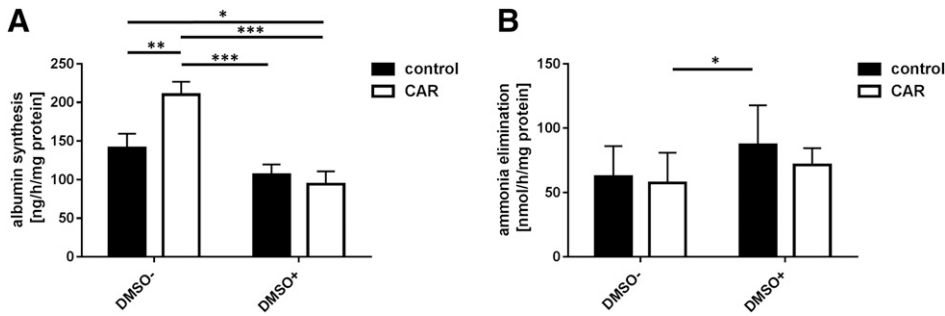 A
*
***
**
***
control
CAR
albumin synthesis
[ng/h/mg protein]
250
200
150
100
50
0
DMSO-
DMSO+
B
*
control
CAR
ammonia elimination
[nmol/h/mg protein]
150
100
50
0
DMSO-
DMSO+